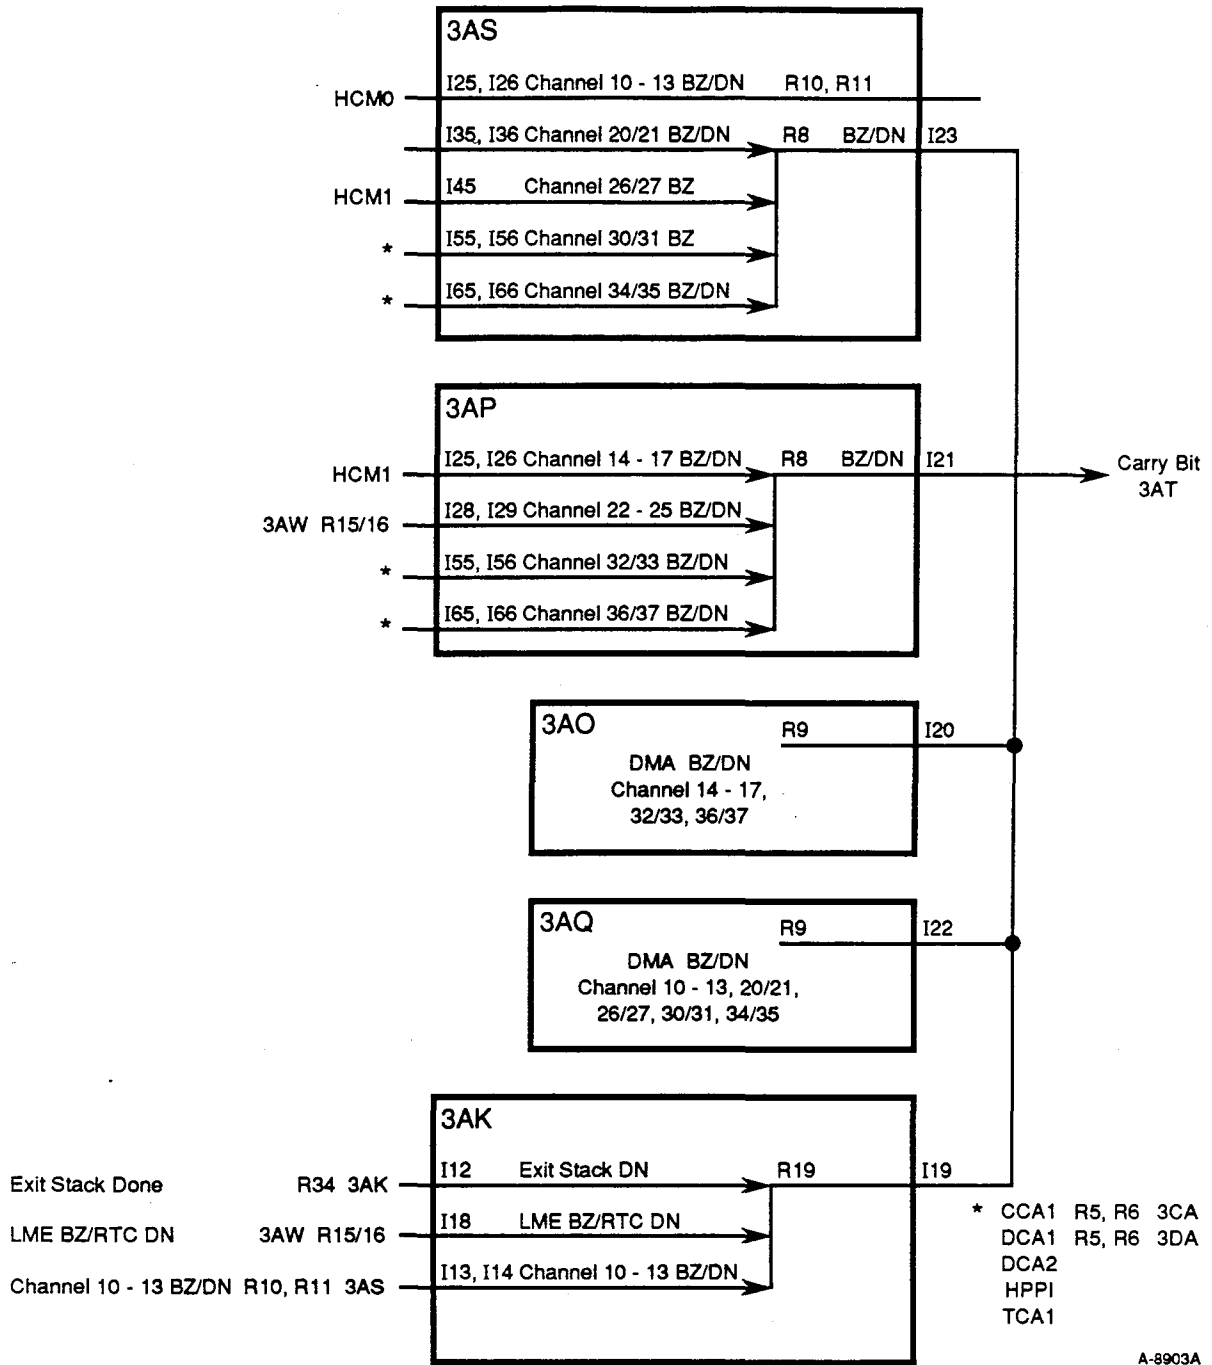 3AS
HCM0 I25, I26 Channel 10 - 13 BZ/DN R10, R11
I35, I36 Channel 20/21 BZ/DN R8 BZ/DN I23
HCM1 I45 Channel 26/27 BZ
* I55, I56 Channel 30/31 BZ
* I65, I66 Channel 34/35 BZ/DN
3AP
HCM1 I25, I26 Channel 14 - 17 BZ/DN R8 BZ/DN I21 Carry Bit
3AT
3AW R15/16 I28, I29 Channel 22 - 25 BZ/DN
* I55, I56 Channel 32/33 BZ/DN
* I65, I66 Channel 36/37 BZ/DN
3AO R9 I20
DMA BZ/DN
Channel 14 - 17,
32/33, 36/37
3AQ R9 I22
DMA BZ/DN
Channel 10 - 13, 20/21,
26/27, 30/31, 34/35
3AK
Exit Stack Done R34 3AK I12 Exit Stack DN R19 I19
LME BZ/RTC DN 3AW R15/16 I18 LME BZ/RTC DN
Channel 10 - 13 BZ/DN R10, R11 3AS I13, I14 Channel 10 - 13 BZ/DN
* CCA1 R5, R6 3CA
DCA1 R5, R6 3DA
DCA2
HPPI
TCA1
A-8903A